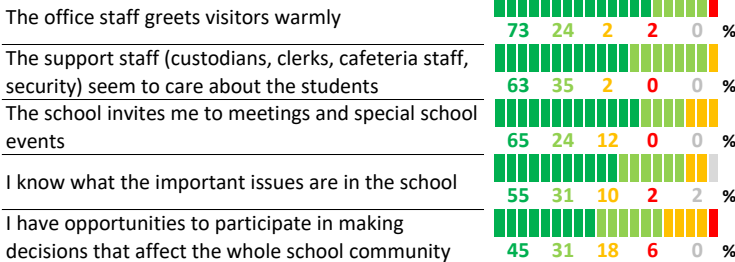 The office staff greets visitors warmly
73 24 2 2 0 %
The support staff (custodians, clerks, cafeteria staff,
security) seem to care about the students
63 35 2 0 0 %
The school invites me to meetings and special school
events
65 24 12 0 0 %
I know what the important issues are in the school
55 31 10 2 2 %
I have opportunities to participate in making
decisions that affect the whole school community
45 31 18 6 0 %